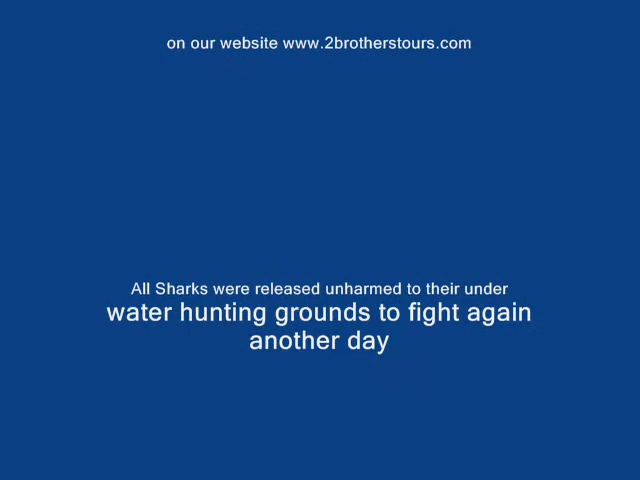 on our website www.2brotherstours.com
All Sharks were released unharmed to their under
water hunting grounds to fight again
another day